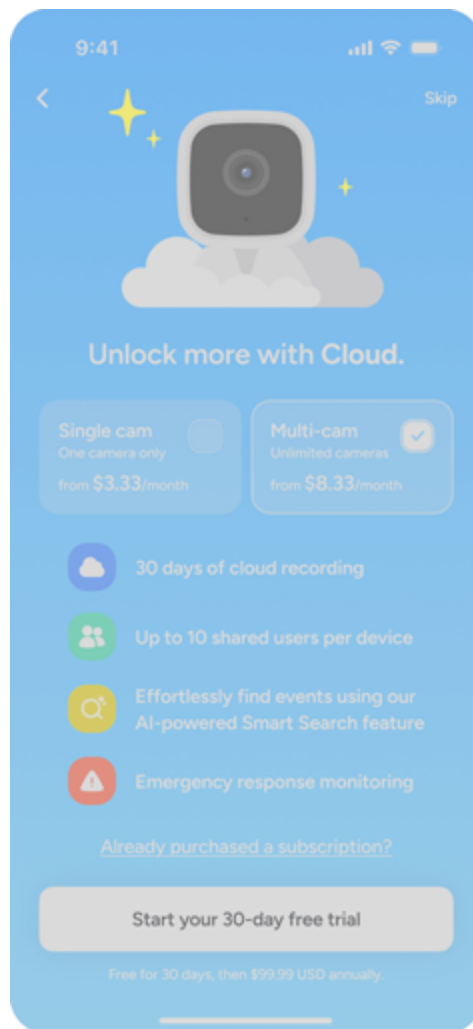 9:41
Skip
Unlock more with Cloud.
Single cam
One camera only
from $3.33/month
Multi-cam
Unlimited cameras
from $8.33/month
30 days of cloud recording
Up to 10 shared users per device
Effortlessly find events using our
AI-powered Smart Search feature
Emergency response monitoring
Already purchased a subscription?
Start your 30-day free trial
Free for 30 days, then $99.99 USD annually.